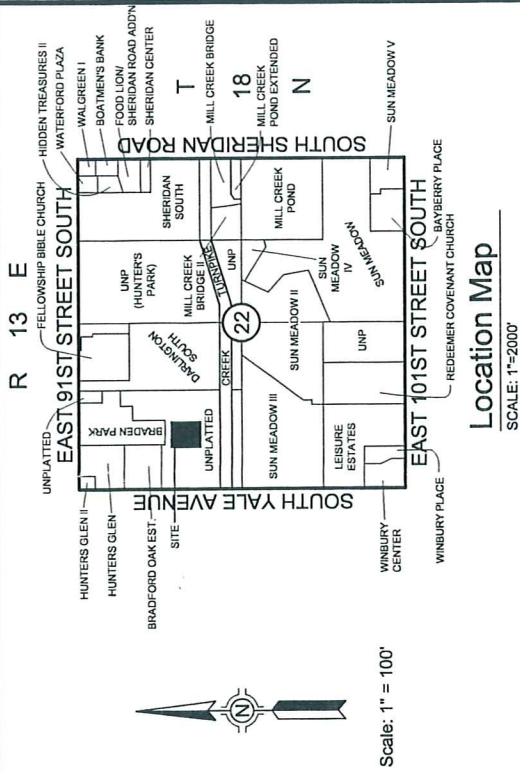 R 13 E
FELLOWSHIP BIBLE CHURCH
HIDDEN TREASURES II
WATERFORD PLAZA
WALGREEN I
BOATMEN'S BANK
FOOD LION/
SHERIDAN ROAD ADD'N
SHERIDAN CENTER
UNPLATTED
EAST 91ST STREET SOUTH
HUNTERS GLEN II
HUNTERS GLEN
BRADFORD OAK EST.
SITE
BRADEN PARK
UNPLATTED
DARLINGTON
SOUTH
UNP
(HUNTER'S
PARK)
SHERIDAN
SOUTH
MILL CREEK
BRIDGE II
TURNPIKE
CREEK
22
UNP
MILL CREEK BRIDGE
MILL CREEK
POND EXTENDED
T
18
N
SOUTH YALE AVENUE
SOUTH SHERIDAN ROAD
SUN MEADOW III
SUN MEADOW II
SUN
MEADOW
IV
MILL CREEK
POND
SUN MEADOW
LEISURE
ESTATES
UNP
SUN MEADOW V
BAYBERRY PLACE
EAST 101ST STREET SOUTH
WINBURY
CENTER
WINBURY PLACE
REDEEMER COVENANT CHURCH
N
Scale: 1" = 100'
Location Map
SCALE: 1"=2000'